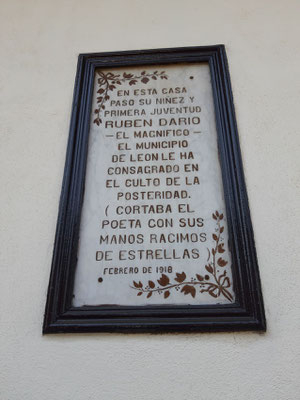 EN ESTA CASA
PASO SU NIÑEZ Y
PRIMERA JUVENTUD
RUBEN DARIO
— EL MAGNIFICO —
EL MUNICIPIO
DE LEON LE HA
CONSAGRADO EN
EL CULTO DE LA
POSTERIDAD.
( CORTABA EL
POETA CON SUS
MANOS RACIMOS
DE ESTRELLAS )
FEBRERO DE 1918